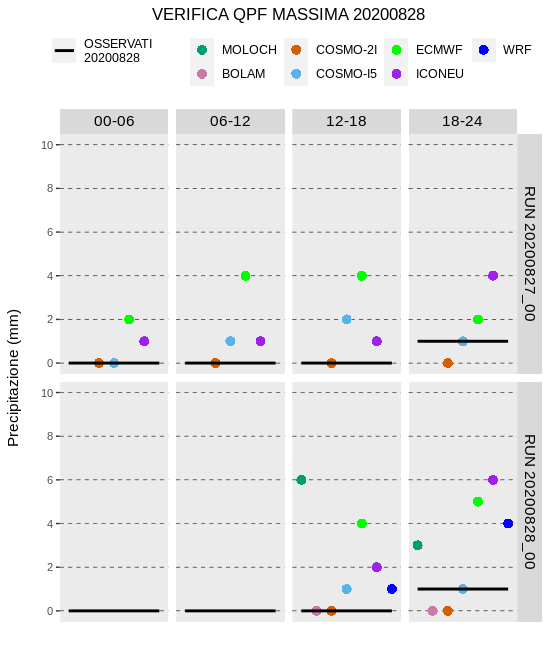 VERIFICA QPF MASSIMA 20200828
OSSERVATI
20200828
MOLOCH
COSMO-2I
ECMWF
WRF
BOLAM
COSMO-I5
ICONEU
00-06
06-12
12-18
18-24
10
8
6
4
2
0
RUN 20200827_00
Precipitazione (mm)
10
8
6
4
2
0
RUN 20200828_00